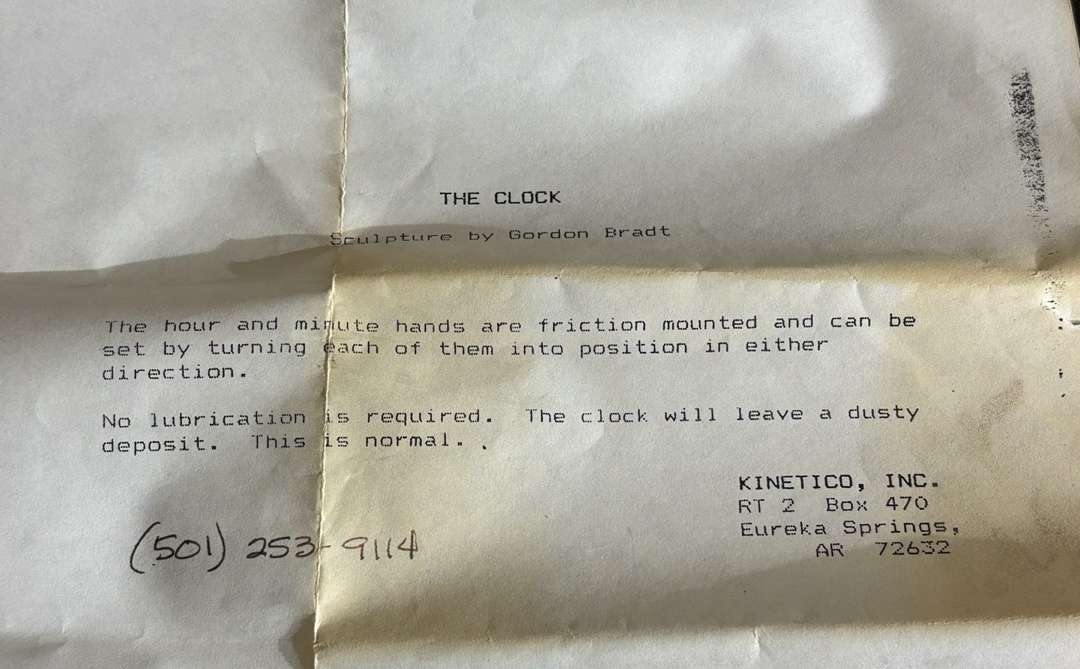 THE CLOCK
Sculpture by Gordon Bradt
The hour and minute hands are friction mounted and can be
set by turning each of them into position in either
direction.
No lubrication is required. The clock will leave a dusty
deposit. This is normal. .
KINETICO, INC.
RT 2 Box 470
Eureka Springs,
AR 72632
(501) 253-9114